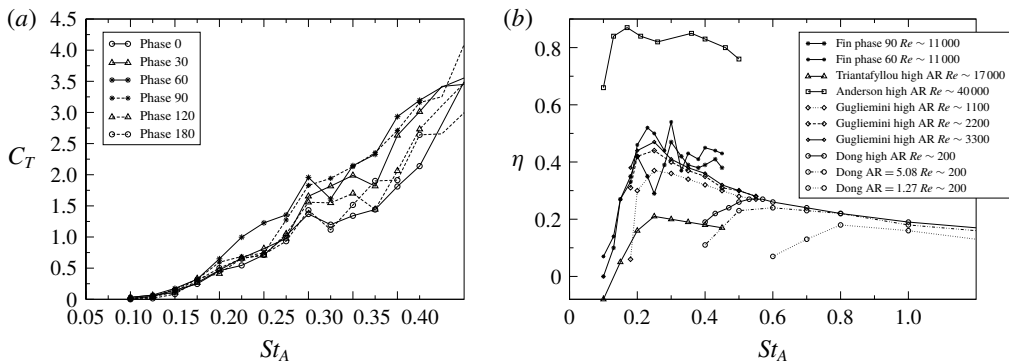 (a)
4.5
4.0
3.5
3.0
2.5
2.0
1.5
1.0
0.5
0
C_T
Phase 0
Phase 30
Phase 60
Phase 90
Phase 120
Phase 180
0.05 0.10 0.15 0.20 0.25 0.30 0.35 0.40
St_A
(b)
0.8
0.6
0.4
0.2
0
η
Fin phase 90 Re ~ 11 000
Fin phase 60 Re ~ 11 000
Triantafyllou high AR Re ~ 17 000
Anderson high AR Re ~ 40 000
Gugliemini high AR Re ~ 1100
Gugliemini high AR Re ~ 2200
Gugliemini high AR Re ~ 3300
Dong high AR Re ~ 200
Dong AR = 5.08 Re ~ 200
Dong AR = 1.27 Re ~ 200
0 0.2 0.4 0.6 0.8 1.0
St_A